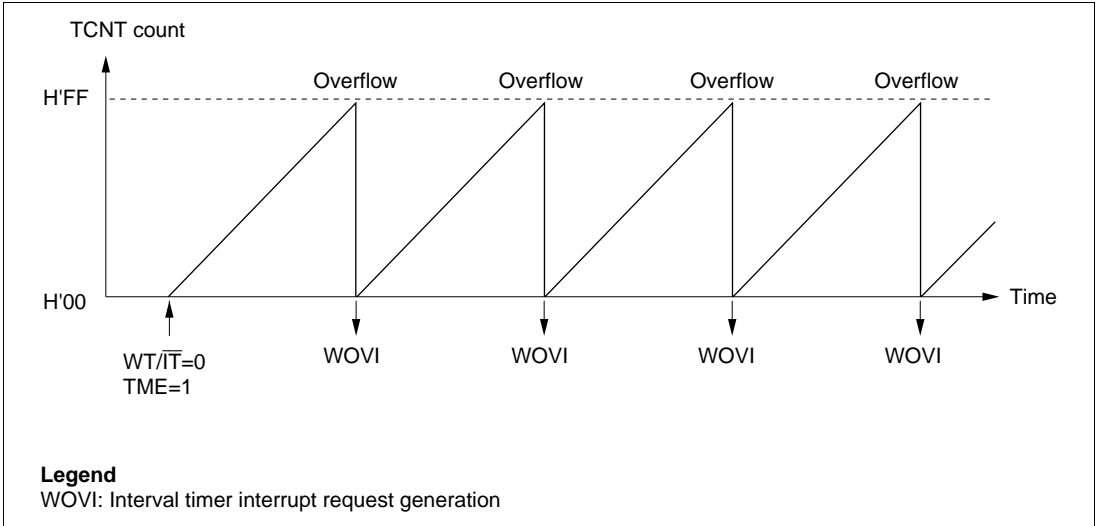 TCNT count
Overflow Overflow Overflow Overflow
H'FF
H'00
Time
WT/I̅T̅=0
TME=1
WOVI WOVI WOVI WOVI
Legend
WOVI: Interval timer interrupt request generation